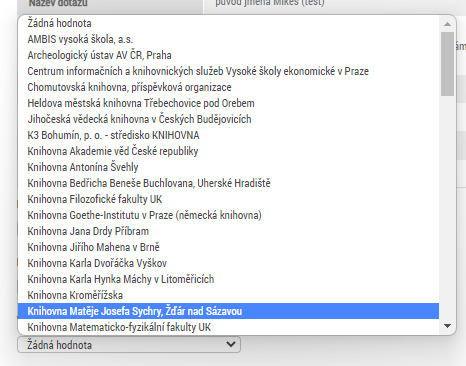 Název dotazu
původ jména Mikeš (test)
Žádná hodnota
AMBIS vysoká škola, a.s.
Archeologický ústav AV ČR, Praha
Centrum informačních a knihovnických služeb Vysoké školy ekonomické v Praze
Chomutovská knihovna, příspěvková organizace
Heldova městská knihovna Třebechovice pod Orebem
Jihočeská vědecká knihovna v Českých Budějovicích
K3 Bohumín, p. o. - středisko KNIHOVNA
Knihovna Akademie věd České republiky
Knihovna Antonína Švehly
Knihovna Bedřicha Beneše Buchlovana, Uherské Hradiště
Knihovna Filozofické fakulty UK
Knihovna Goethe-Institutu v Praze (německá knihovna)
Knihovna Jana Drdy Příbram
Knihovna Jiřího Mahena v Brně
Knihovna Karla Dvořáčka Vyškov
Knihovna Karla Hynka Máchy v Litoměřicích
Knihovna Kroměřížska
Knihovna Matěje Josefa Sychry, Žďár nad Sázavou
Knihovna Matematicko-fyzikální fakulty UK
Žádná hodnota